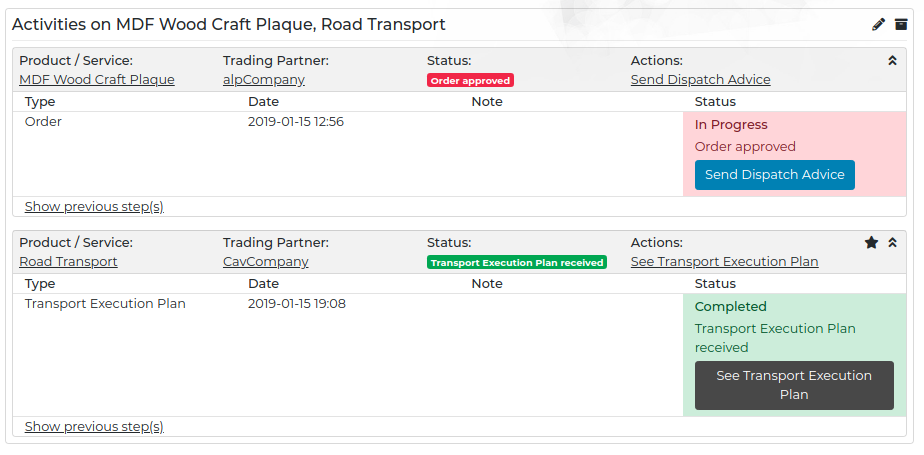 Activities on MDF Wood Craft Plaque, Road Transport
Product / Service: Trading Partner: Status: Actions:
MDF Wood Craft Plaque alpCompany Order approved Send Dispatch Advice
Type Date Note Status
Order 2019-01-15 12:56 In Progress
Order approved
Send Dispatch Advice
Show previous step(s)
Product / Service: Trading Partner: Status: Actions:
Road Transport CavCompany Transport Execution Plan received See Transport Execution Plan
Type Date Note Status
Transport Execution Plan 2019-01-15 19:08 Completed
Transport Execution Plan
received
See Transport Execution
Plan
Show previous step(s)